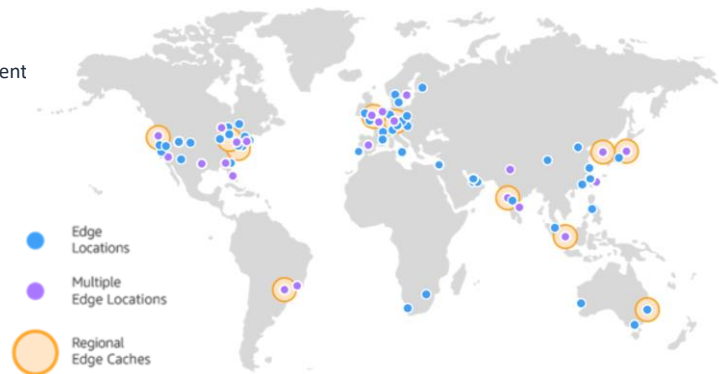 ent
Edge
Locations
Multiple
Edge Locations
Regional
Edge Caches